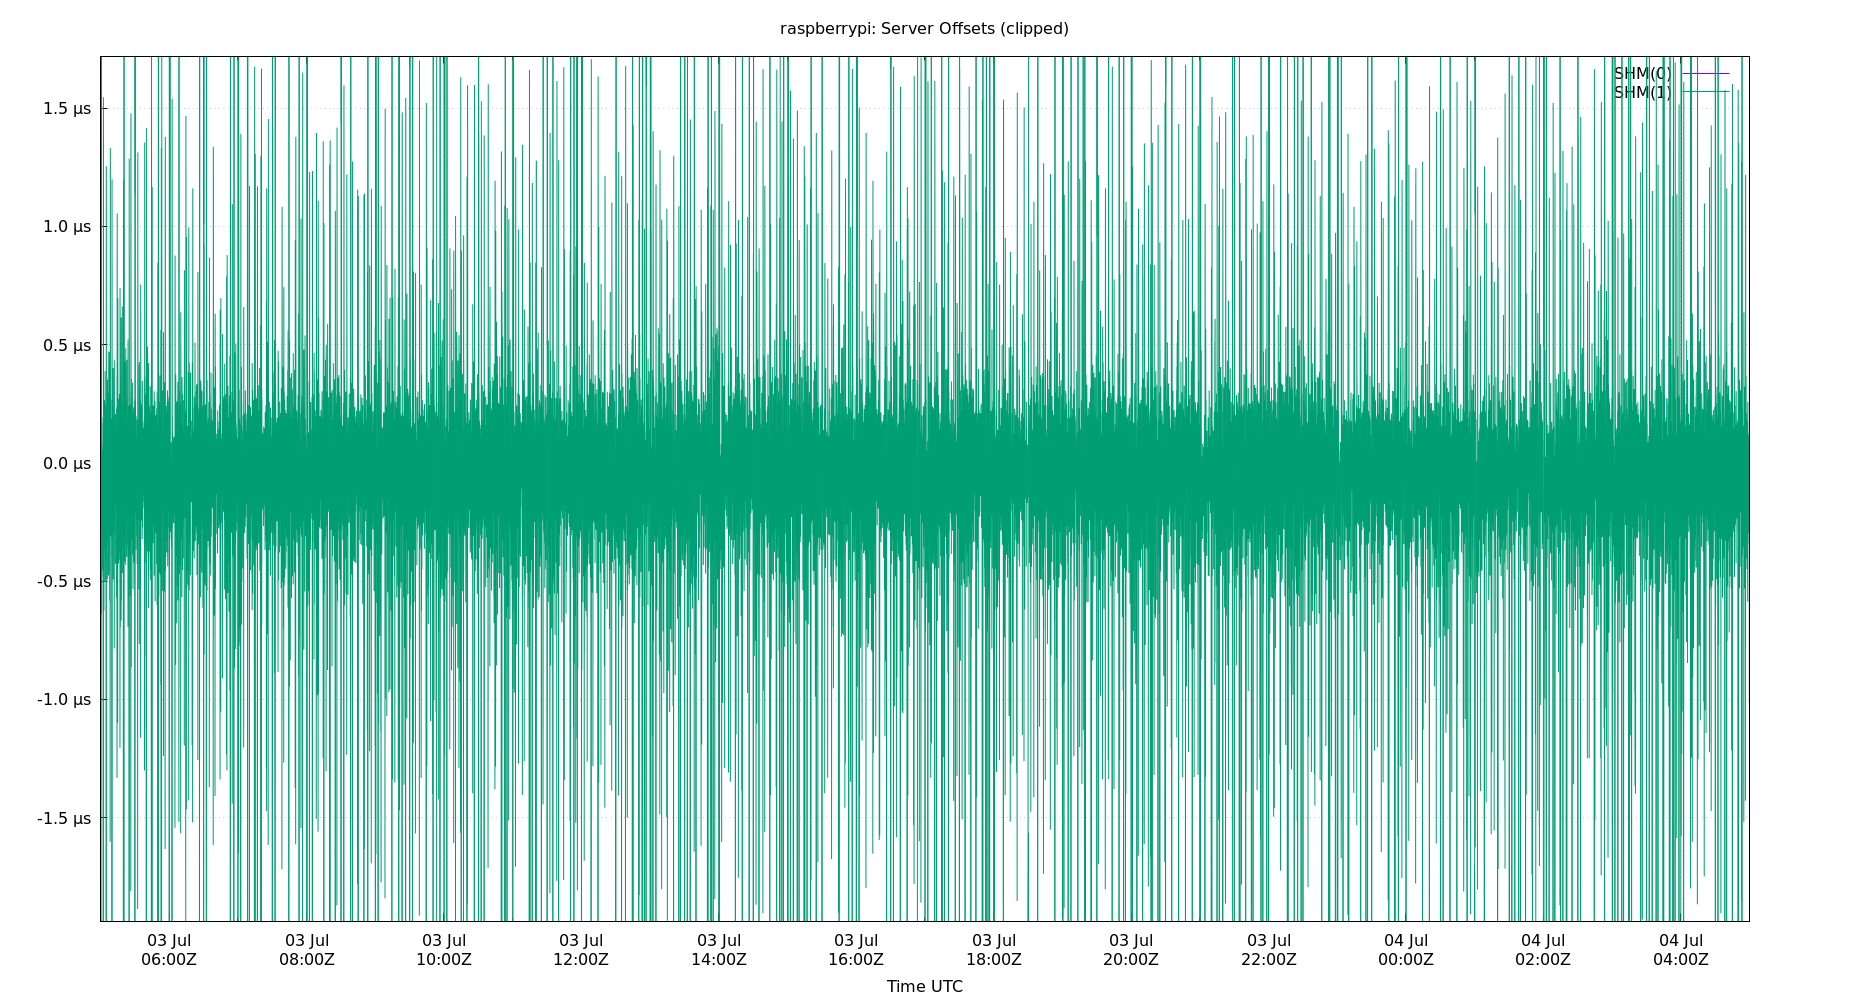 raspberrypi: Server Offsets (clipped)
SHM(0)
SHM(1)
1.5 µs
1.0 µs
0.5 µs
0.0 µs
-0.5 µs
-1.0 µs
-1.5 µs
03 Jul 03 Jul 03 Jul 03 Jul 03 Jul 03 Jul 03 Jul 03 Jul 03 Jul 04 Jul 04 Jul 04 Jul
06:00Z 08:00Z 10:00Z 12:00Z 14:00Z 16:00Z 18:00Z 20:00Z 22:00Z 00:00Z 02:00Z 04:00Z
Time UTC